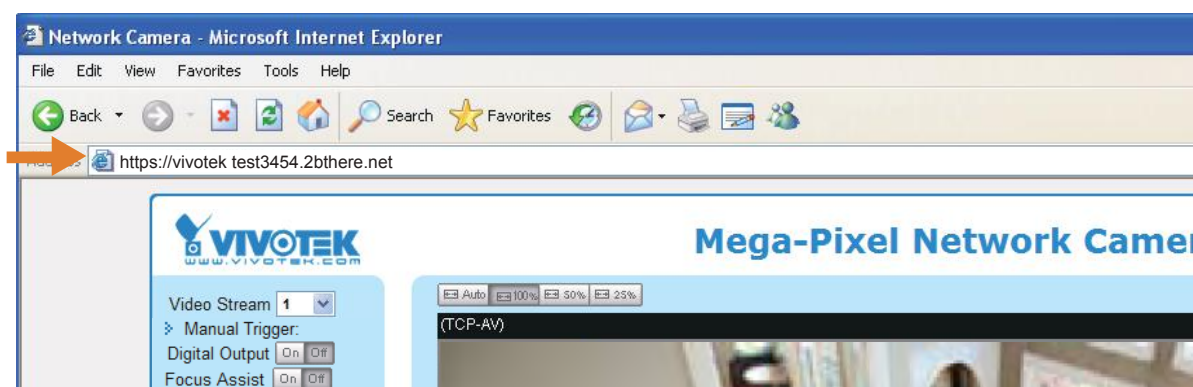 Network Camera - Microsoft Internet Explorer
File Edit View Favorites Tools Help
Back Search Favorites
https://vivotek test3454.2bthere.net
VIVOTEK
www.vivotek.com
Mega-Pixel Network Camer
Video Stream 1
Auto 100% 50% 25%
Manual Trigger:
(TCP-AV)
Digital Output On Off
Focus Assist On Off